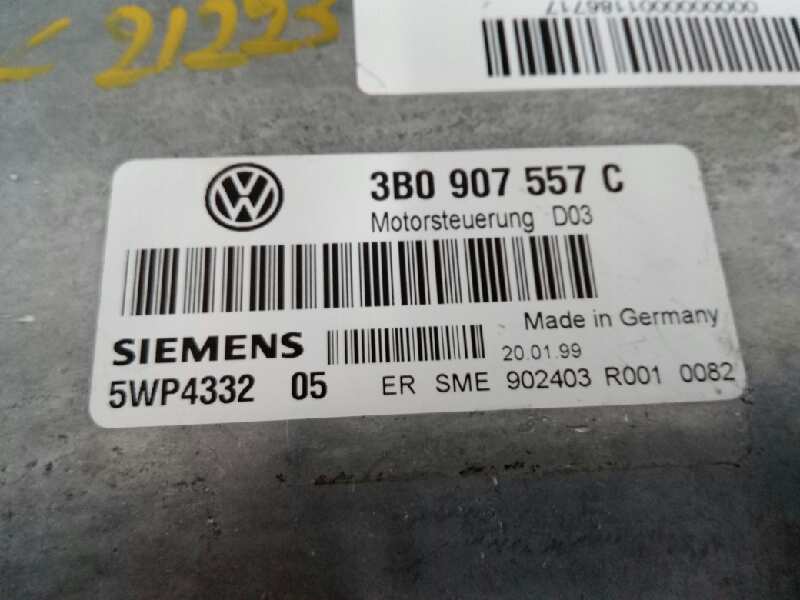 21223
00000000001186717
3B0 907 557 C
Motorsteuerung D03
Made in Germany
SIEMENS
20.01.99
5WP4332 05 ER SME 902403 R001 0082